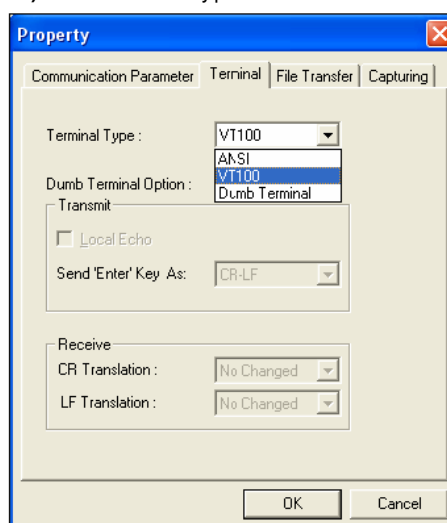 Property
Communication Parameter Terminal File Transfer Capturing
Terminal Type : VT100
ANSI
VT100
Dumb Terminal
Dumb Terminal Option :
Transmit
Local Echo
Send 'Enter' Key As: CR-LF
Receive
CR Translation : No Changed
LF Translation : No Changed
OK Cancel